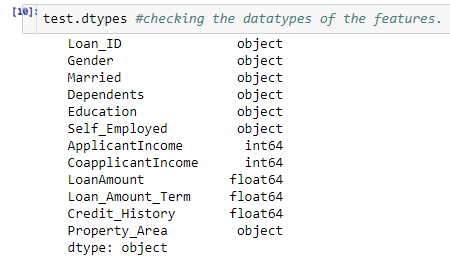 [10]: test.dtypes #checking the datatypes of the features.
Loan_ID object
Gender object
Married object
Dependents object
Education object
Self_Employed object
ApplicantIncome int64
CoapplicantIncome int64
LoanAmount float64
Loan_Amount_Term float64
Credit_History float64
Property_Area object
dtype: object